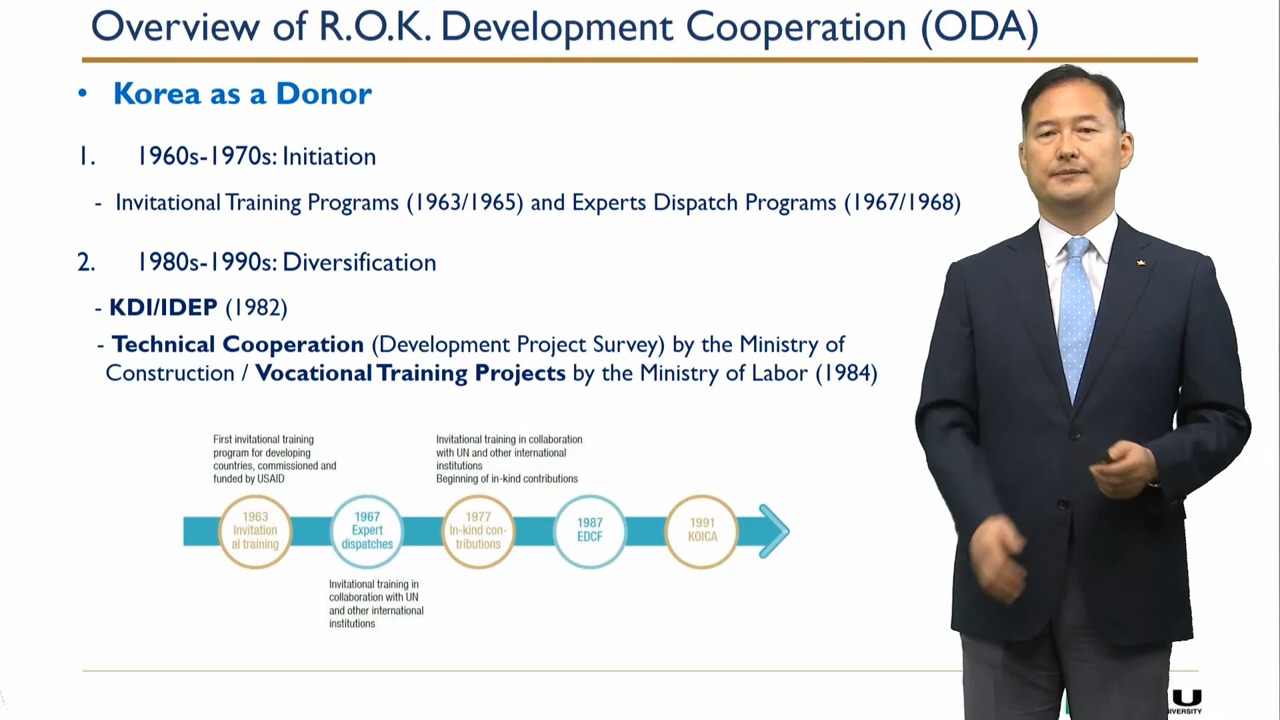 Overview of R.O.K. Development Cooperation (ODA)
• Korea as a Donor
1. 1960s-1970s: Initiation
- Invitational Training Programs (1963/1965) and Experts Dispatch Programs (1967/1968)
2. 1980s-1990s: Diversification
- KDI/IDEP (1982)
- Technical Cooperation (Development Project Survey) by the Ministry of
Construction / Vocational Training Projects by the Ministry of Labor (1984)
First invitational training
program for developing
countries, commissioned and
funded by USAID
Invitational training in collaboration
with UN and other international
institutions
Beginning of in-kind contributions
1963
Invitation
al training
1967
Expert
dispatches
1977
In-kind con-
tributions
1987
EDCF
1991
KOICA
Invitational training in
collaboration with UN
and other international
institutions
U